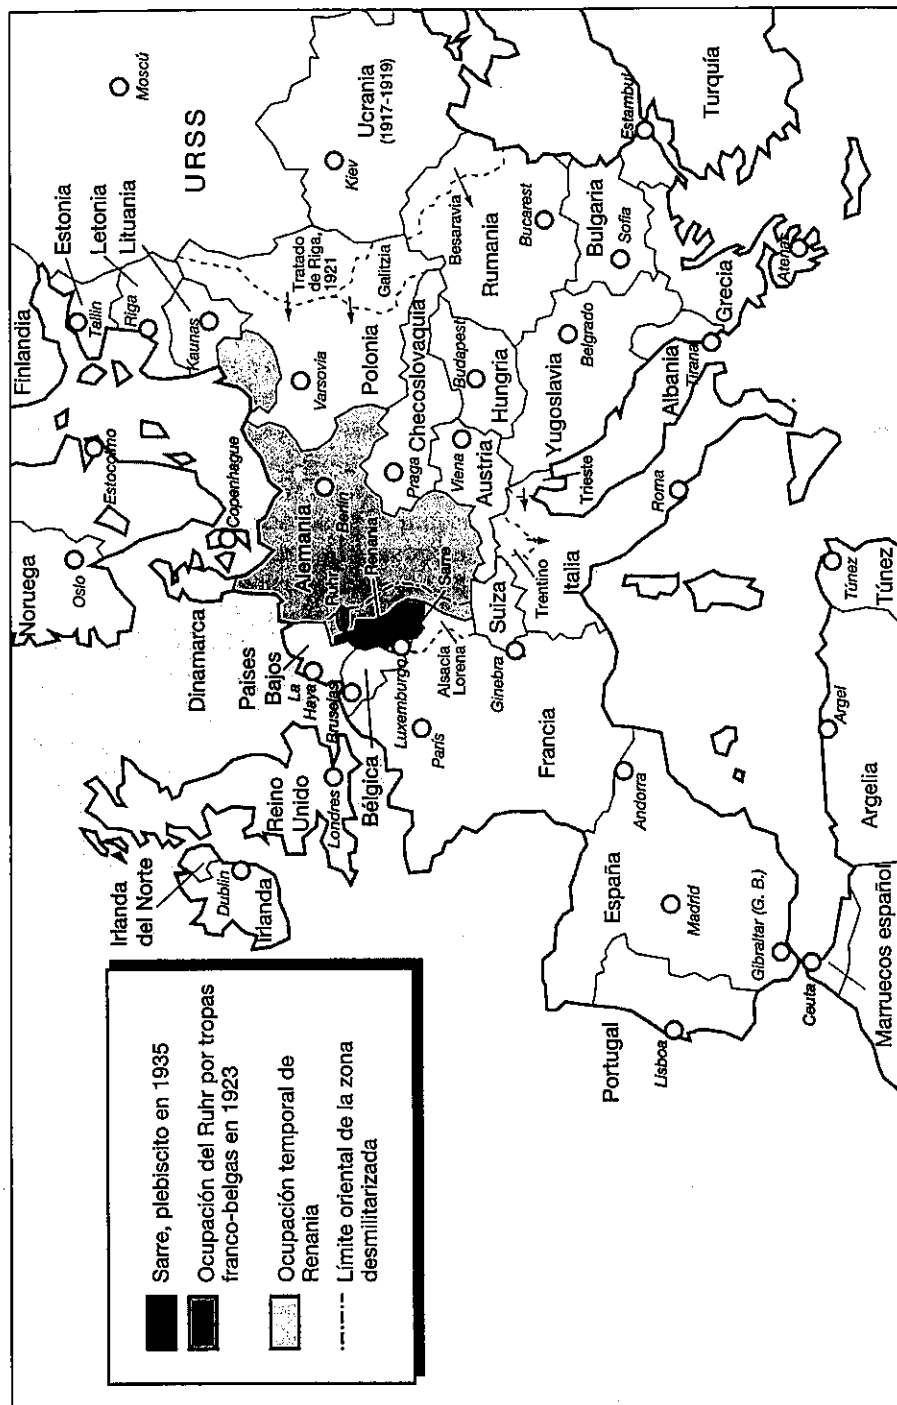 Sarre, plebiscito en 1935
Ocupación del Ruhr por tropas
franco-belgas en 1923
Ocupación temporal de
Renania
Límite oriental de la zona
desmilitarizada
Noruega
Oslo
Estocolmo
Finlandia
Estonia
Letonia
Lituania
Tallin
Riga
Kaunas
URSS
Moscú
Dinamarca
Copenhague
Irlanda
del Norte
Dublin
Irlanda
Reino
Unido
Londres
Paises
Bajos
La
Haya
Bruselas
Bélgica
Luxemburgo
Alemania
Berlín
Ruhr
Renania
Sarre
Alsacia
Lorena
Varsovia
Polonia
Tratado
de Riga,
1921
Galitzia
Ucrania
(1917-1919)
Kiev
Praga
Checoslovaquia
Viena
Austria
Budapest
Hungría
Besaravia
Rumania
Bucarest
París
Francia
Ginebra
Suiza
Trentino
Italia
Trieste
Roma
Yugoslavia
Belgrado
Bulgaria
Sofía
Albania
Tirana
Grecia
Atenas
Estambul
Turquía
Andorra
España
Madrid
Portugal
Lisboa
Gibraltar (G. B.)
Ceuta
Marruecos español
Argel
Argelia
Túnez
Túnez